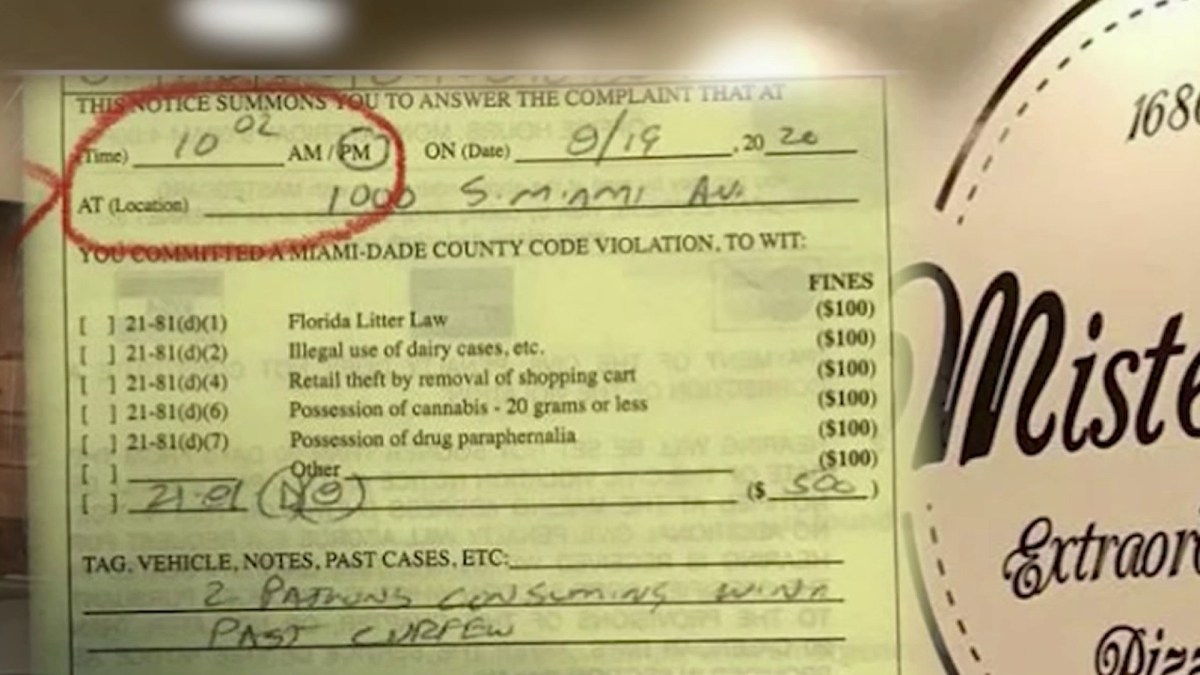 THIS NOTICE SUMMONS YOU TO ANSWER THE COMPLAINT THAT AT
(Time) 10 02 AM / PM ON (Date) 8/19, 20 20
AT (Location) 1000 S. MIAMI AV.
YOU COMMITTED A MIAMI-DADE COUNTY CODE VIOLATION, TO WIT:
FINES
[ ] 21-81(d)(1) Florida Litter Law ($100)
[ ] 21-81(d)(2) Illegal use of dairy cases, etc. ($100)
[ ] 21-81(d)(4) Retail theft by removal of shopping cart ($100)
[ ] 21-81(d)(6) Possession of cannabis - 20 grams or less ($100)
[ ] 21-81(d)(7) Possession of drug paraphernalia ($100)
[ ] Other ($100)
[ ] 21-81 ($ 500)
TAG, VEHICLE, NOTES, PAST CASES, ETC:
2 PATRONS CONSUMING WINE
PAST CURFEW
168
Miste
Extraor
Pizz